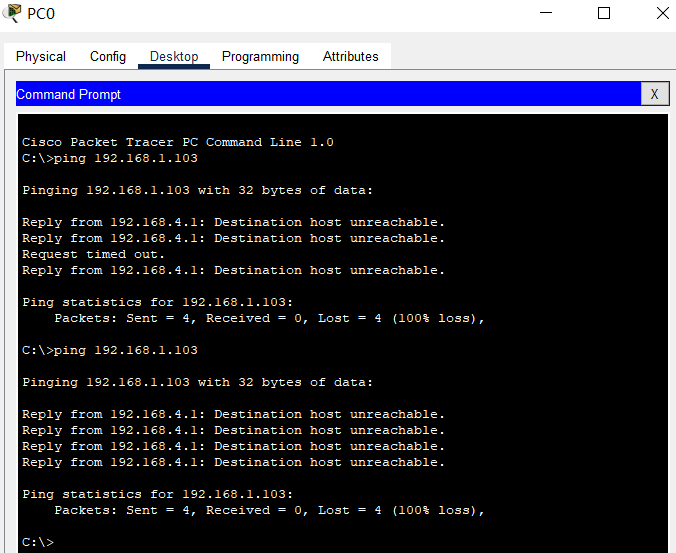 PC0
Physical Config Desktop Programming Attributes
Command Prompt
X
Cisco Packet Tracer PC Command Line 1.0
C:\>ping 192.168.1.103
Pinging 192.168.1.103 with 32 bytes of data:
Reply from 192.168.4.1: Destination host unreachable.
Reply from 192.168.4.1: Destination host unreachable.
Request timed out.
Reply from 192.168.4.1: Destination host unreachable.
Ping statistics for 192.168.1.103:
    Packets: Sent = 4, Received = 0, Lost = 4 (100% loss),
C:\>ping 192.168.1.103
Pinging 192.168.1.103 with 32 bytes of data:
Reply from 192.168.4.1: Destination host unreachable.
Reply from 192.168.4.1: Destination host unreachable.
Reply from 192.168.4.1: Destination host unreachable.
Reply from 192.168.4.1: Destination host unreachable.
Ping statistics for 192.168.1.103:
    Packets: Sent = 4, Received = 0, Lost = 4 (100% loss),
C:\>